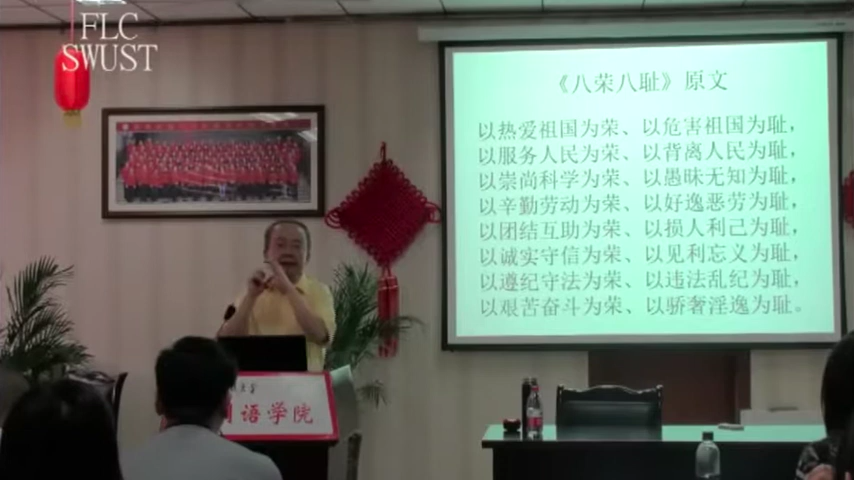 FLC
SWUST
《八荣八耻》原文
以热爱祖国为荣、以危害祖国为耻,
以服务人民为荣、以背离人民为耻,
以崇尚科学为荣、以愚昧无知为耻,
以辛勤劳动为荣、以好逸恶劳为耻,
以团结互助为荣、以损人利己为耻,
以诚实守信为荣、以见利忘义为耻,
以遵纪守法为荣、以违法乱纪为耻,
以艰苦奋斗为荣、以骄奢淫逸为耻。
语学院